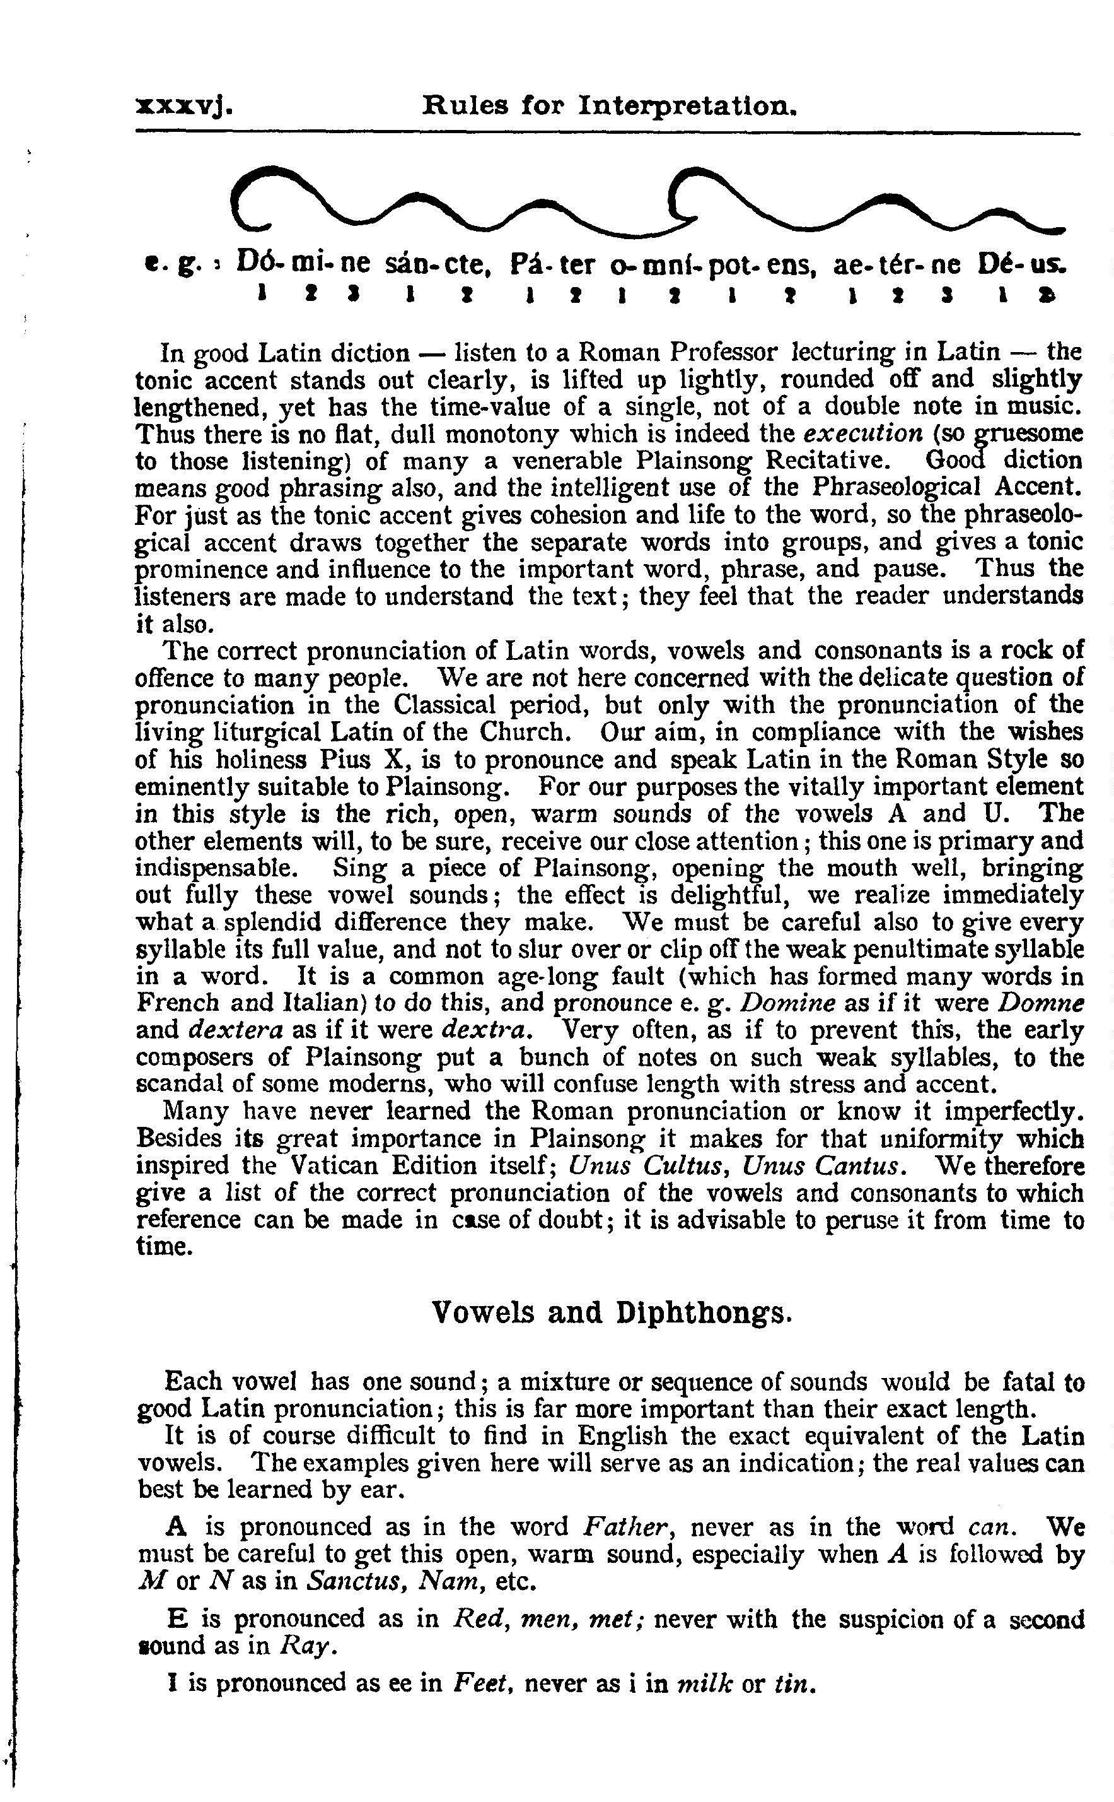 xxxvj. Rules for Interpretation.
e. g. : Dó- mi- ne sán- cte, Pá- ter o- mní- pot- ens, ae- tér- ne Dé- us.
1 2 3 1 2 1 2 1 2 1 2 1 2 3 1 2
In good Latin diction — listen to a Roman Professor lecturing in Latin — the
tonic accent stands out clearly, is lifted up lightly, rounded off and slightly
lengthened, yet has the time-value of a single, not of a double note in music.
Thus there is no flat, dull monotony which is indeed the execution (so gruesome
to those listening) of many a venerable Plainsong Recitative. Good diction
means good phrasing also, and the intelligent use of the Phraseological Accent.
For just as the tonic accent gives cohesion and life to the word, so the phraseolo-
gical accent draws together the separate words into groups, and gives a tonic
prominence and influence to the important word, phrase, and pause. Thus the
listeners are made to understand the text; they feel that the reader understands
it also.
The correct pronunciation of Latin words, vowels and consonants is a rock of
offence to many people. We are not here concerned with the delicate question of
pronunciation in the Classical period, but only with the pronunciation of the
living liturgical Latin of the Church. Our aim, in compliance with the wishes
of his holiness Pius X, is to pronounce and speak Latin in the Roman Style so
eminently suitable to Plainsong. For our purposes the vitally important element
in this style is the rich, open, warm sounds of the vowels A and U. The
other elements will, to be sure, receive our close attention; this one is primary and
indispensable. Sing a piece of Plainsong, opening the mouth well, bringing
out fully these vowel sounds; the effect is delightful, we realize immediately
what a splendid difference they make. We must be careful also to give every
syllable its full value, and not to slur over or clip off the weak penultimate syllable
in a word. It is a common age-long fault (which has formed many words in
French and Italian) to do this, and pronounce e. g. Domine as if it were Domne
and dextera as if it were dextra. Very often, as if to prevent this, the early
composers of Plainsong put a bunch of notes on such weak syllables, to the
scandal of some moderns, who will confuse length with stress and accent.
Many have never learned the Roman pronunciation or know it imperfectly.
Besides its great importance in Plainsong it makes for that uniformity which
inspired the Vatican Edition itself; Unus Cultus, Unus Cantus. We therefore
give a list of the correct pronunciation of the vowels and consonants to which
reference can be made in case of doubt; it is advisable to peruse it from time to
time.
Vowels and Diphthongs.
Each vowel has one sound; a mixture or sequence of sounds would be fatal to
good Latin pronunciation; this is far more important than their exact length.
It is of course difficult to find in English the exact equivalent of the Latin
vowels. The examples given here will serve as an indication; the real values can
best be learned by ear.
A is pronounced as in the word Father, never as in the word can. We
must be careful to get this open, warm sound, especially when A is followed by
M or N as in Sanctus, Nam, etc.
E is pronounced as in Red, men, met; never with the suspicion of a second
sound as in Ray.
I is pronounced as ee in Feet, never as i in milk or tin.